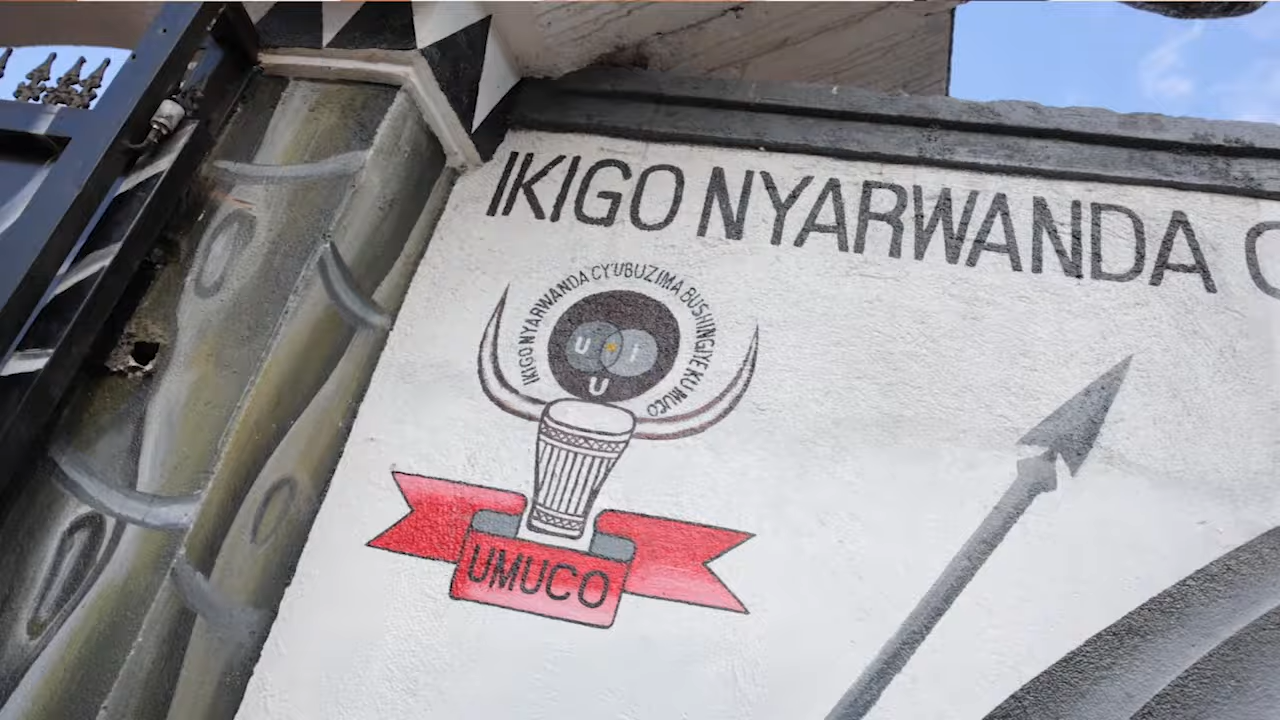 IKIGO NYARWANDA C
IKIGO NYARWANDA CY'UBUZIMA BUSHINGIYE KU MUCO
U I
U
UMUCO